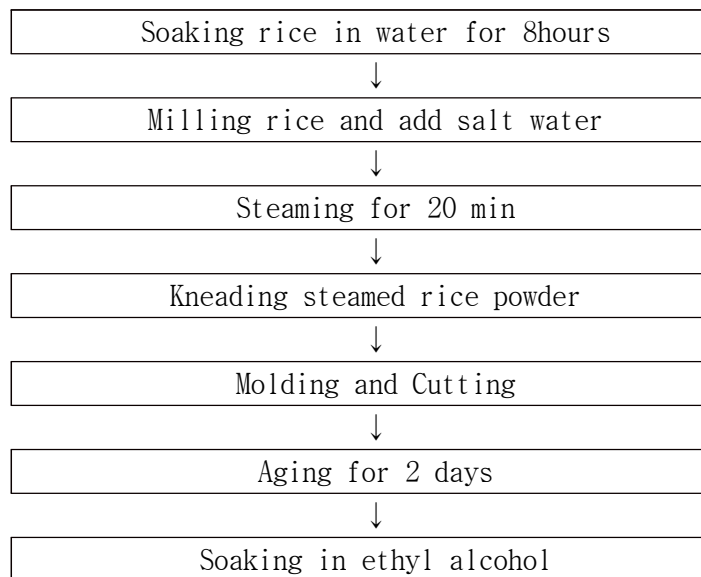 Soaking rice in water for 8hours
↓
Milling rice and add salt water
↓
Steaming for 20 min
↓
Kneading steamed rice powder
↓
Molding and Cutting
↓
Aging for 2 days
↓
Soaking in ethyl alcohol